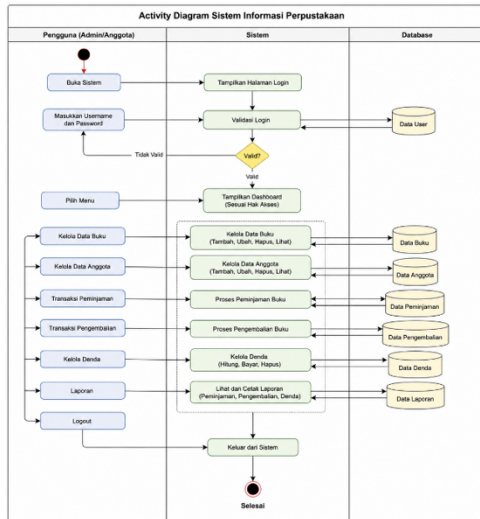 Activity Diagram Sistem Informasi Perpustakaan
Pengguna (Admin/Anggota)
Sistem
Database
Buka Sistem
Tampilkan Halaman Login
Masukkan Username
dan Password
Validasi Login
Data User
Tidak Valid
Valid?
Valid
Pilih Menu
Tampilkan Dashboard
(Sesuai Hak Akses)
Kelola Data Buku
Kelola Data Buku
(Tambah, Ubah, Hapus, Lihat)
Data Buku
Kelola Data Anggota
Kelola Data Anggota
(Tambah, Ubah, Hapus, Lihat)
Data Anggota
Transaksi Peminjaman
Proses Peminjaman Buku
Data Peminjaman
Transaksi Pengembalian
Proses Pengembalian Buku
Data Pengembalian
Kelola Denda
Kelola Denda
(Hitung, Bayar, Hapus)
Data Denda
Laporan
Lihat dan Cetak Laporan
(Peminjaman, Pengembalian, Denda)
Data Laporan
Logout
Keluar dari Sistem
Selesai